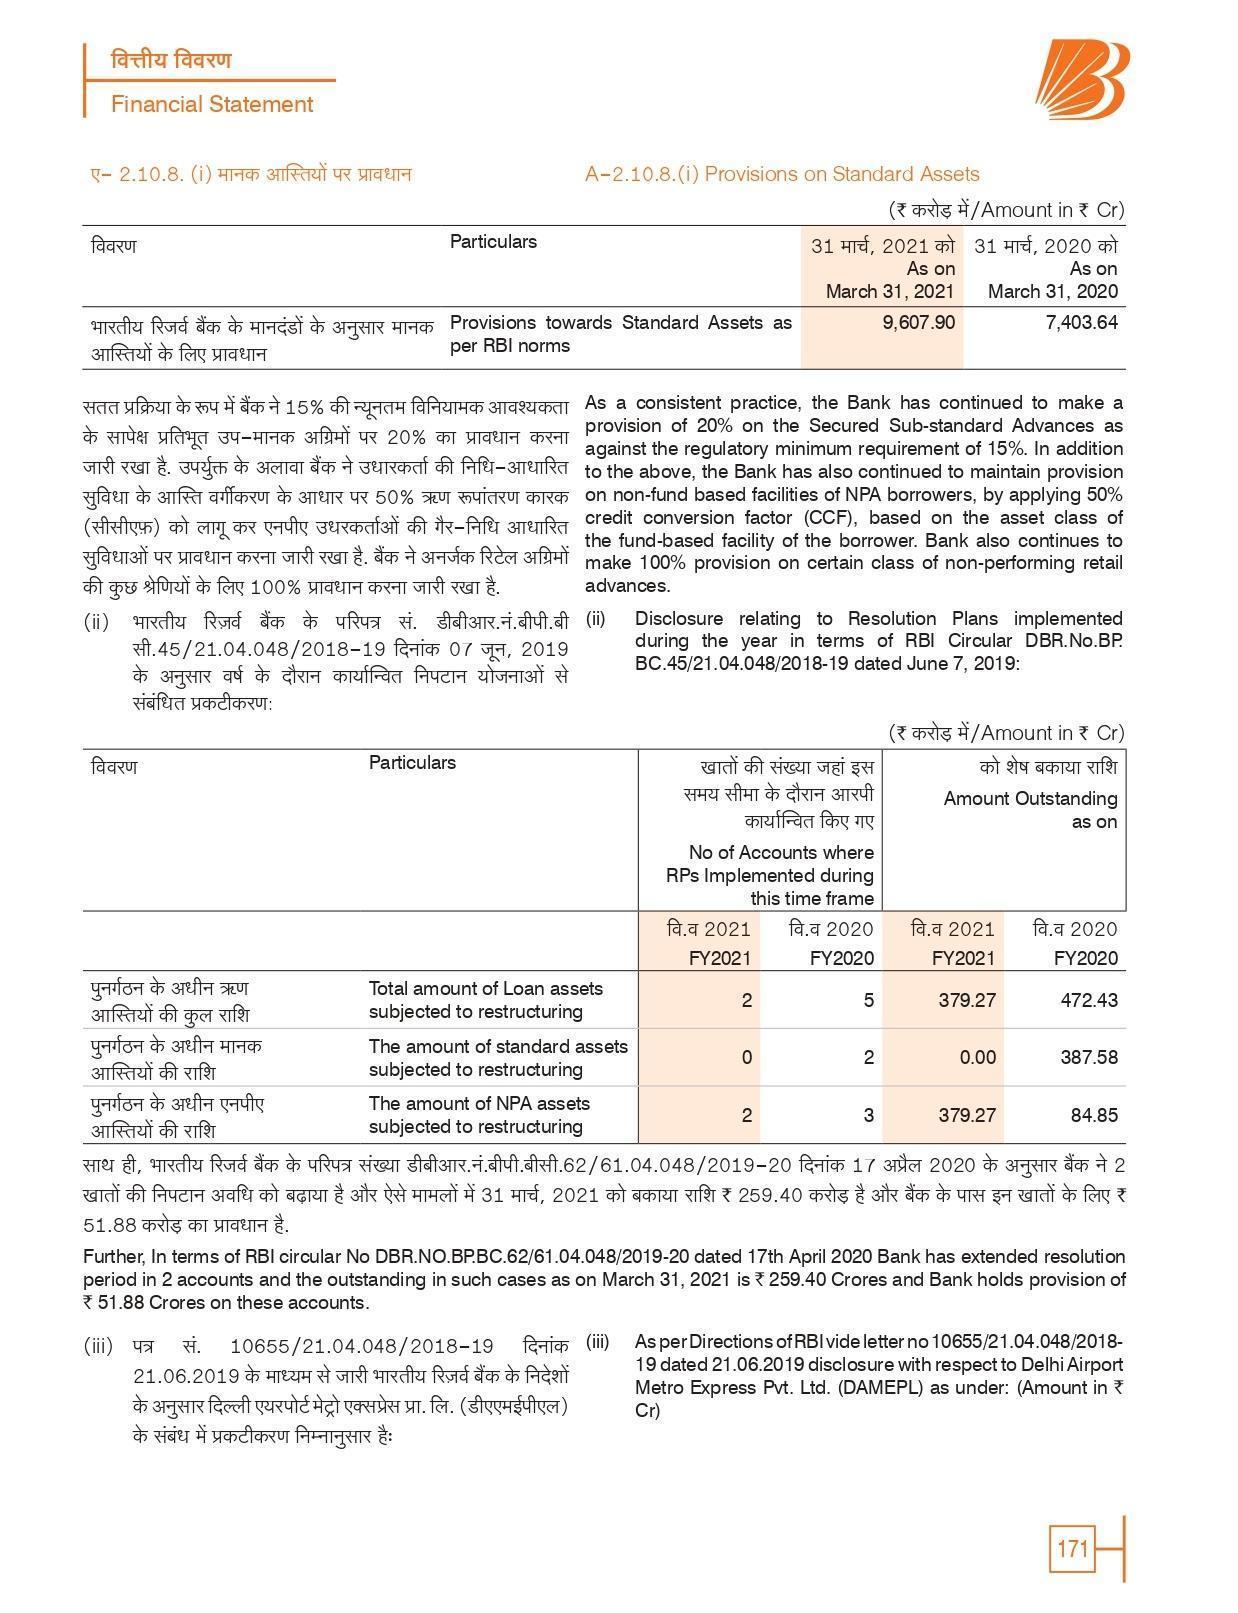 वित्तीय विवरण
Financial Statement
ए- 2.10.8. (i) मानक आस्तियों पर प्रावधान
A-2.10.8.(i) Provisions on Standard Assets
(₹ करोड़ में/Amount in ₹ Cr)
विवरण Particulars 31 मार्च, 2021 को 31 मार्च, 2020 को
As on As on
March 31, 2021 March 31, 2020
भारतीय रिजर्व बैंक के मानदंडों के अनुसार मानक Provisions towards Standard Assets as 9,607.90 7,403.64
आस्तियों के लिए प्रावधान per RBI norms
सतत प्रक्रिया के रूप में बैंक ने 15% की न्यूनतम विनियामक आवश्यकता
के सापेक्ष प्रतिभूत उप-मानक अग्रिमों पर 20% का प्रावधान करना
जारी रखा है. उपर्युक्त के अलावा बैंक ने उधारकर्ता की निधि-आधारित
सुविधा के आस्ति वर्गीकरण के आधार पर 50% ऋण रूपांतरण कारक
(सीसीएफ़) को लागू कर एनपीए उधरकर्ताओं की गैर-निधि आधारित
सुविधाओं पर प्रावधान करना जारी रखा है. बैंक ने अनर्जक रिटेल अग्रिमों
की कुछ श्रेणियों के लिए 100% प्रावधान करना जारी रखा है.
As a consistent practice, the Bank has continued to make a
provision of 20% on the Secured Sub-standard Advances as
against the regulatory minimum requirement of 15%. In addition
to the above, the Bank has also continued to maintain provision
on non-fund based facilities of NPA borrowers, by applying 50%
credit conversion factor (CCF), based on the asset class of
the fund-based facility of the borrower. Bank also continues to
make 100% provision on certain class of non-performing retail
advances.
(ii) भारतीय रिज़र्व बैंक के परिपत्र सं. डीबीआर.नं.बीपी.बी
सी.45/21.04.048/2018-19 दिनांक 07 जून, 2019
के अनुसार वर्ष के दौरान कार्यान्वित निपटान योजनाओं से
संबंधित प्रकटीकरण:
(ii) Disclosure relating to Resolution Plans implemented
during the year in terms of RBI Circular DBR.No.BP.
BC.45/21.04.048/2018-19 dated June 7, 2019:
(₹ करोड़ में/Amount in ₹ Cr)
विवरण Particulars खातों की संख्या जहां इस को शेष बकाया राशि
समय सीमा के दौरान आरपी Amount Outstanding
कार्यान्वित किए गए as on
No of Accounts where
RPs Implemented during
this time frame
वि.व 2021 वि.व 2020 वि.व 2021 वि.व 2020
FY2021 FY2020 FY2021 FY2020
पुनर्गठन के अधीन ऋण Total amount of Loan assets 2 5 379.27 472.43
आस्तियों की कुल राशि subjected to restructuring
पुनर्गठन के अधीन मानक The amount of standard assets 0 2 0.00 387.58
आस्तियों की राशि subjected to restructuring
पुनर्गठन के अधीन एनपीए The amount of NPA assets 2 3 379.27 84.85
आस्तियों की राशि subjected to restructuring
साथ ही, भारतीय रिजर्व बैंक के परिपत्र संख्या डीबीआर.नं.बीपी.बीसी.62/61.04.048/2019-20 दिनांक 17 अप्रैल 2020 के अनुसार बैंक ने 2
खातों की निपटान अवधि को बढ़ाया है और ऐसे मामलों में 31 मार्च, 2021 को बकाया राशि ₹ 259.40 करोड़ है और बैंक के पास इन खातों के लिए ₹
51.88 करोड़ का प्रावधान है.
Further, In terms of RBI circular No DBR.NO.BP.BC.62/61.04.048/2019-20 dated 17th April 2020 Bank has extended resolution
period in 2 accounts and the outstanding in such cases as on March 31, 2021 is ₹ 259.40 Crores and Bank holds provision of
₹ 51.88 Crores on these accounts.
(iii) पत्र सं. 10655/21.04.048/2018-19 दिनांक
21.06.2019 के माध्यम से जारी भारतीय रिज़र्व बैंक के निदेशों
के अनुसार दिल्ली एयरपोर्ट मेट्रो एक्सप्रेस प्रा. लि. (डीएएमईपीएल)
के संबंध में प्रकटीकरण निम्नानुसार हैः
(iii) As per Directions of RBI vide letter no 10655/21.04.048/2018-
19 dated 21.06.2019 disclosure with respect to Delhi Airport
Metro Express Pvt. Ltd. (DAMEPL) as under: (Amount in ₹
Cr)
171